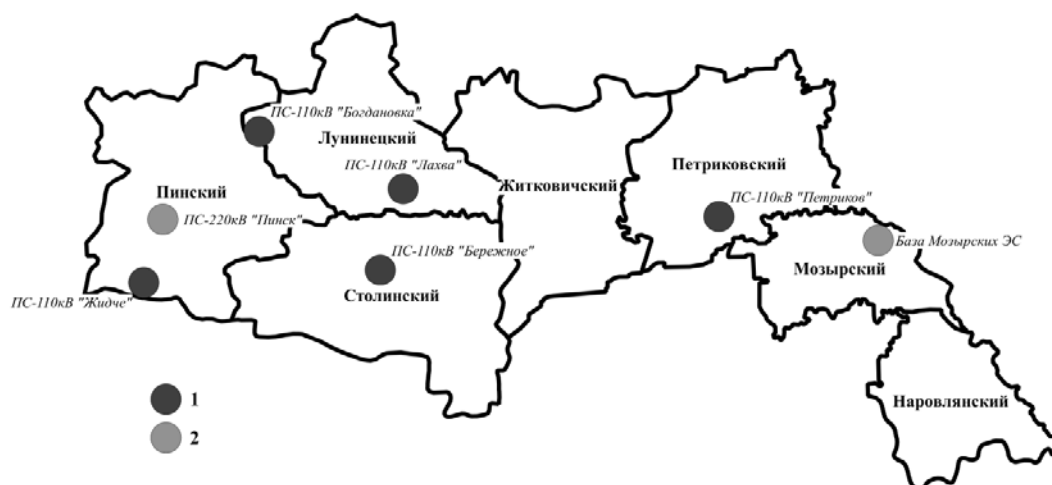 ПС-110кВ "Богдановка"
Лунинецкий
ПС-110кВ "Лахва"
Петриковский
Житковичский
Пинский
ПС-110кВ "Петриков"
ПС-220кВ "Пинск"
База Мозырских ЭС
ПС-110кВ "Бережное"
Мозырский
Столинский
ПС-110кВ "Жидче"
1
Наровлянский
2